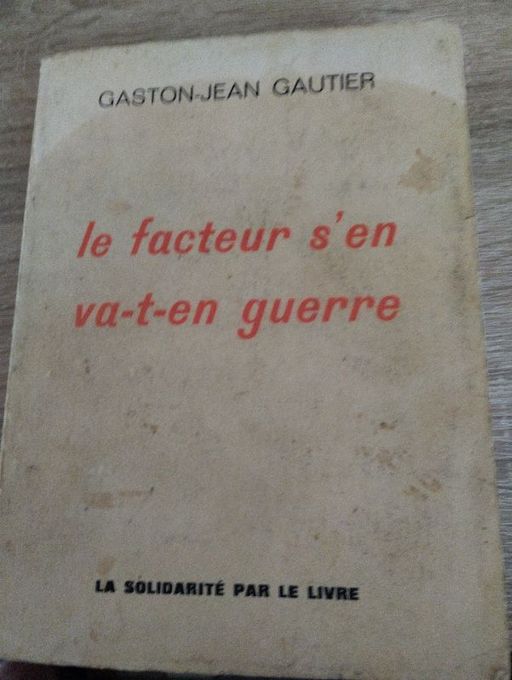 GASTON-JEAN GAUTIER
le facteur s'en
va-t-en guerre
LA SOLIDARITÉ PAR LE LIVRE